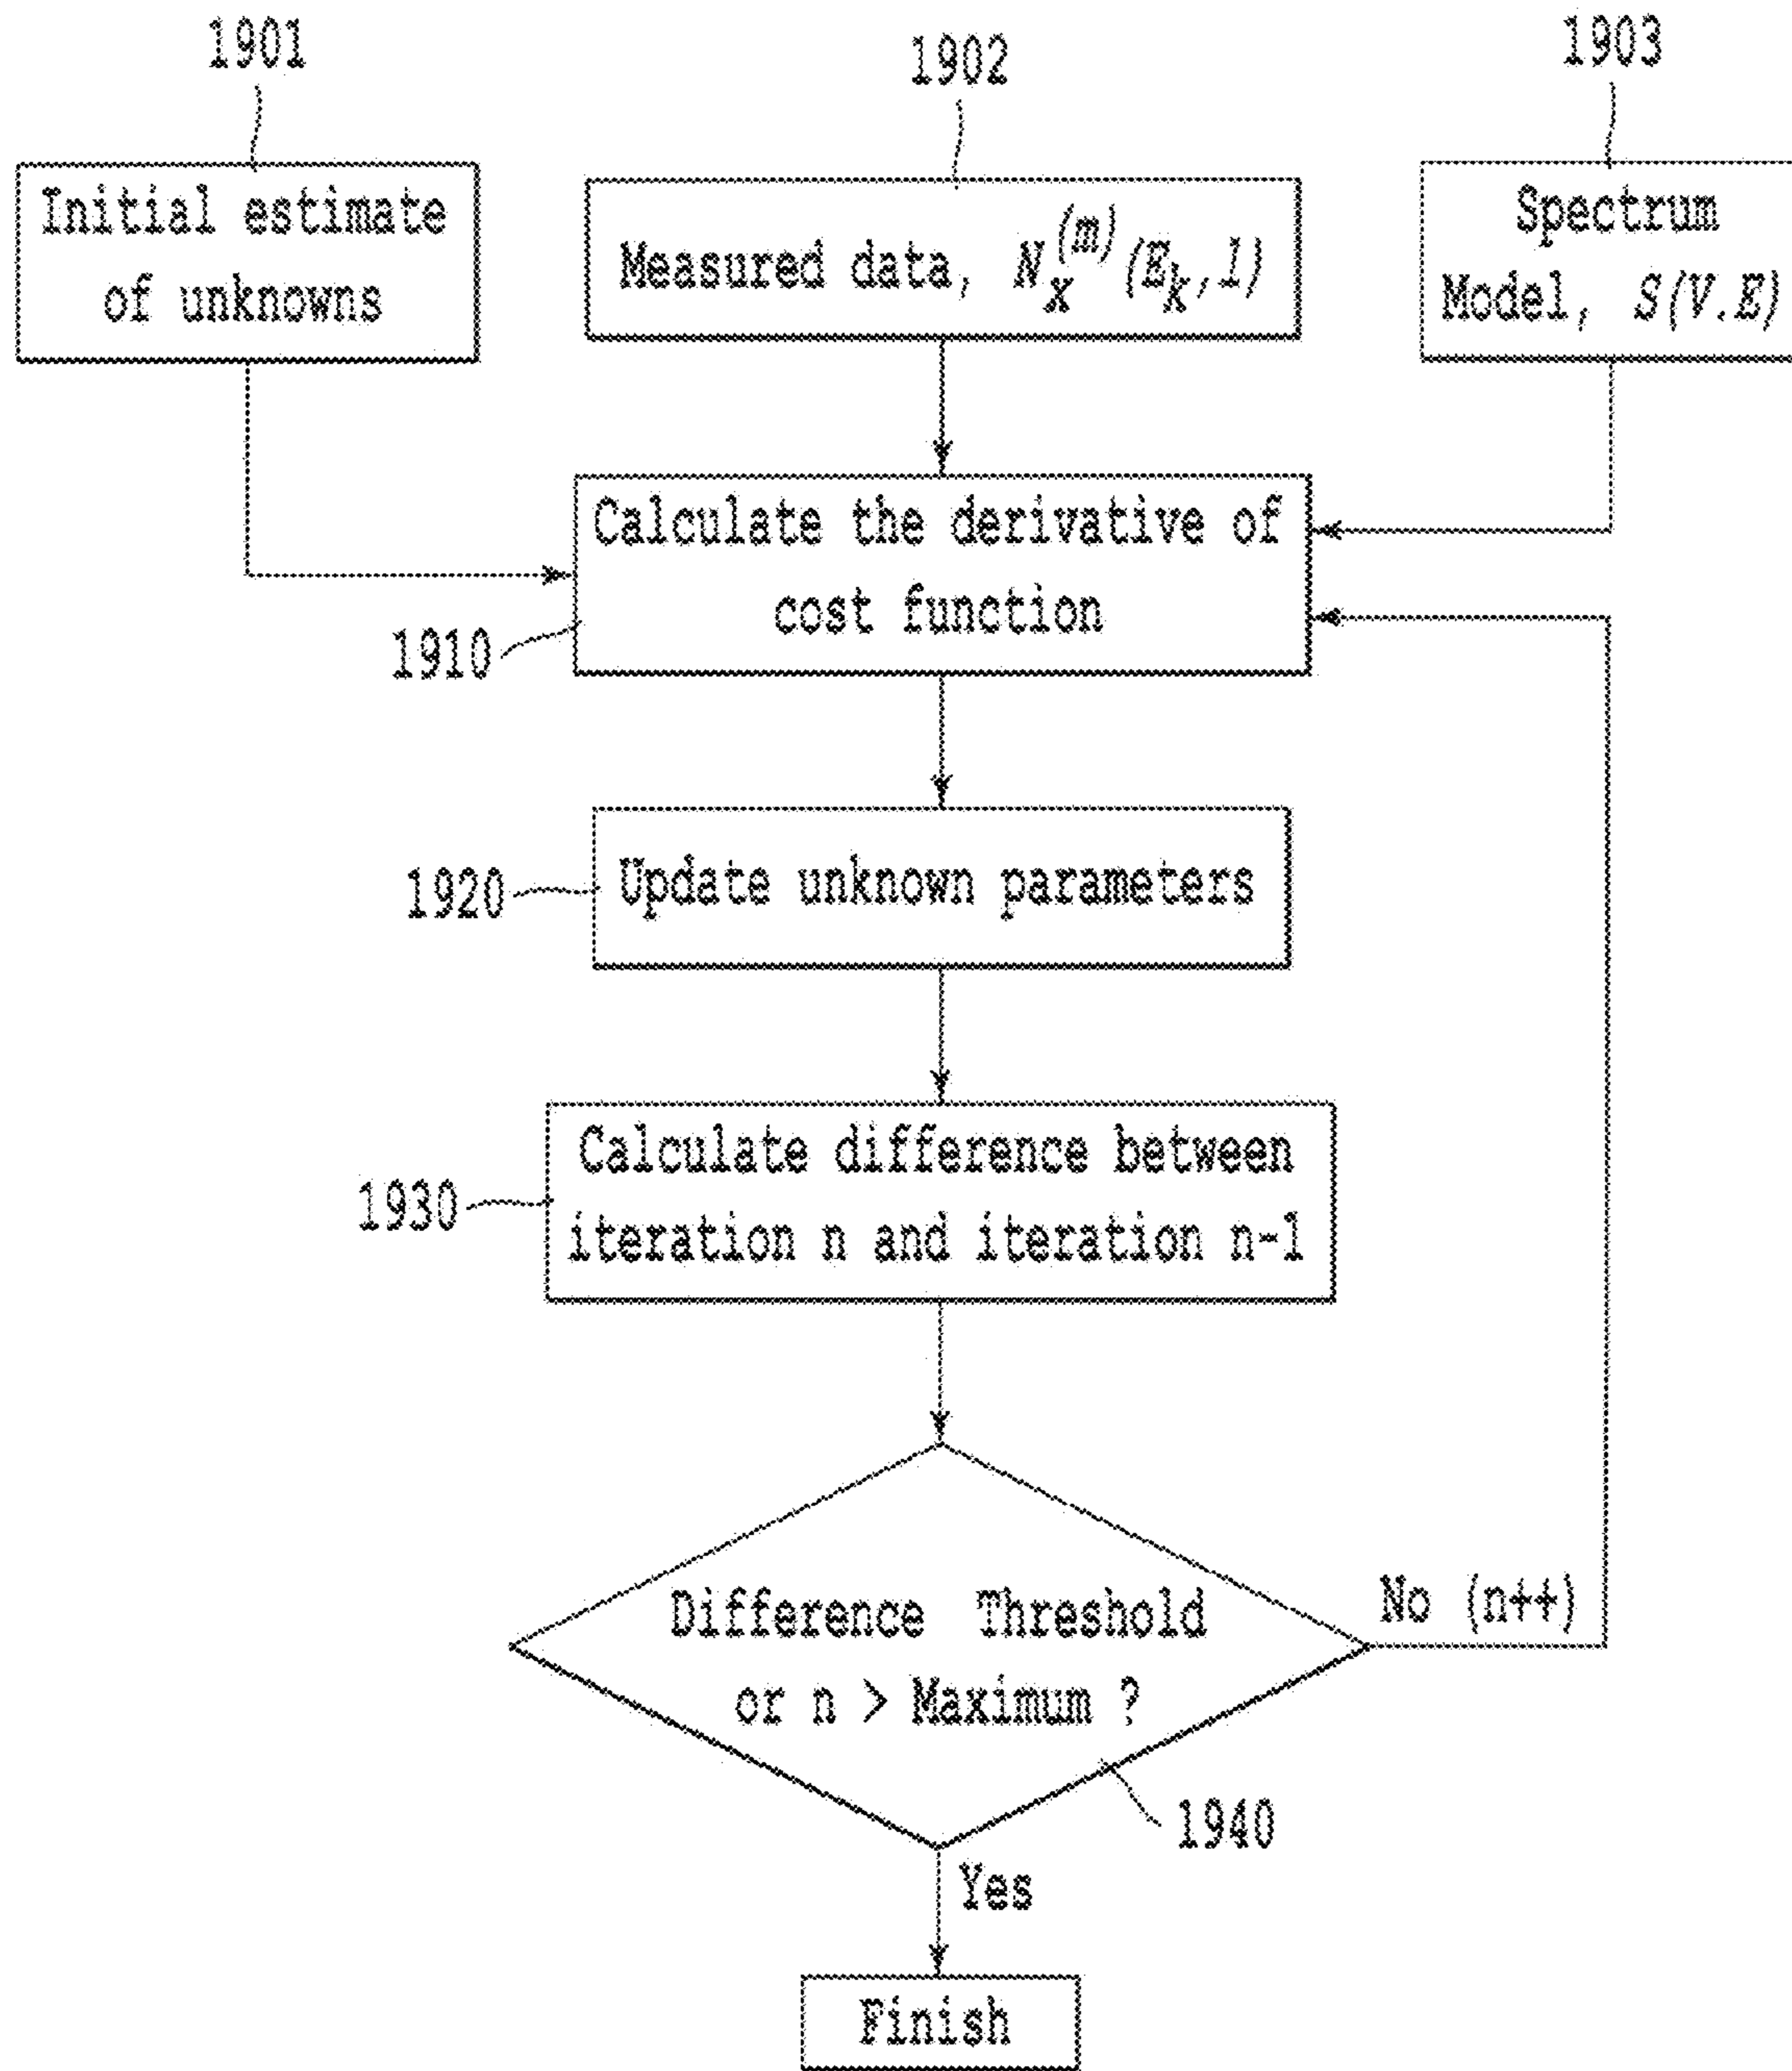 1901
1902
1903
Initial estimate
of unknowns
Measured data, N_x^(m)(E_k,l)
Spectrum
Model, S(V.E)
Calculate the derivative of
cost function
1910
Update unknown parameters
1920
Calculate difference between
iteration n and iteration n-1
1930
Difference Threshold
or n > Maximum ?
No (n++)
1940
Yes
Finish